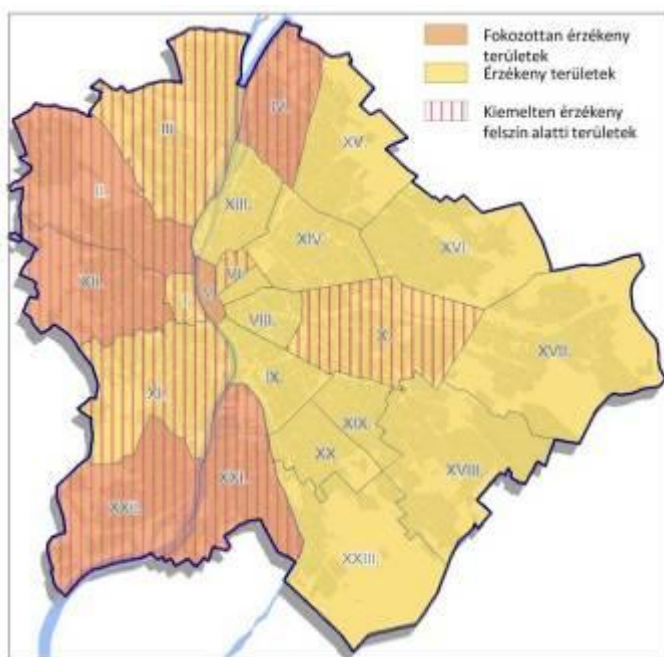 Fokozottan érzékeny
területek
Érzékeny területek
Kiemelten érzékeny
felszín alatti területek
IV.
III.
XV.
II.
XIII.
XIV.
XVI.
VI.
XII.
I.
V.
VIII.
X.
XVII.
IX.
XI.
XIX.
XX.
XVIII.
XXI.
XXII.
XXIII.